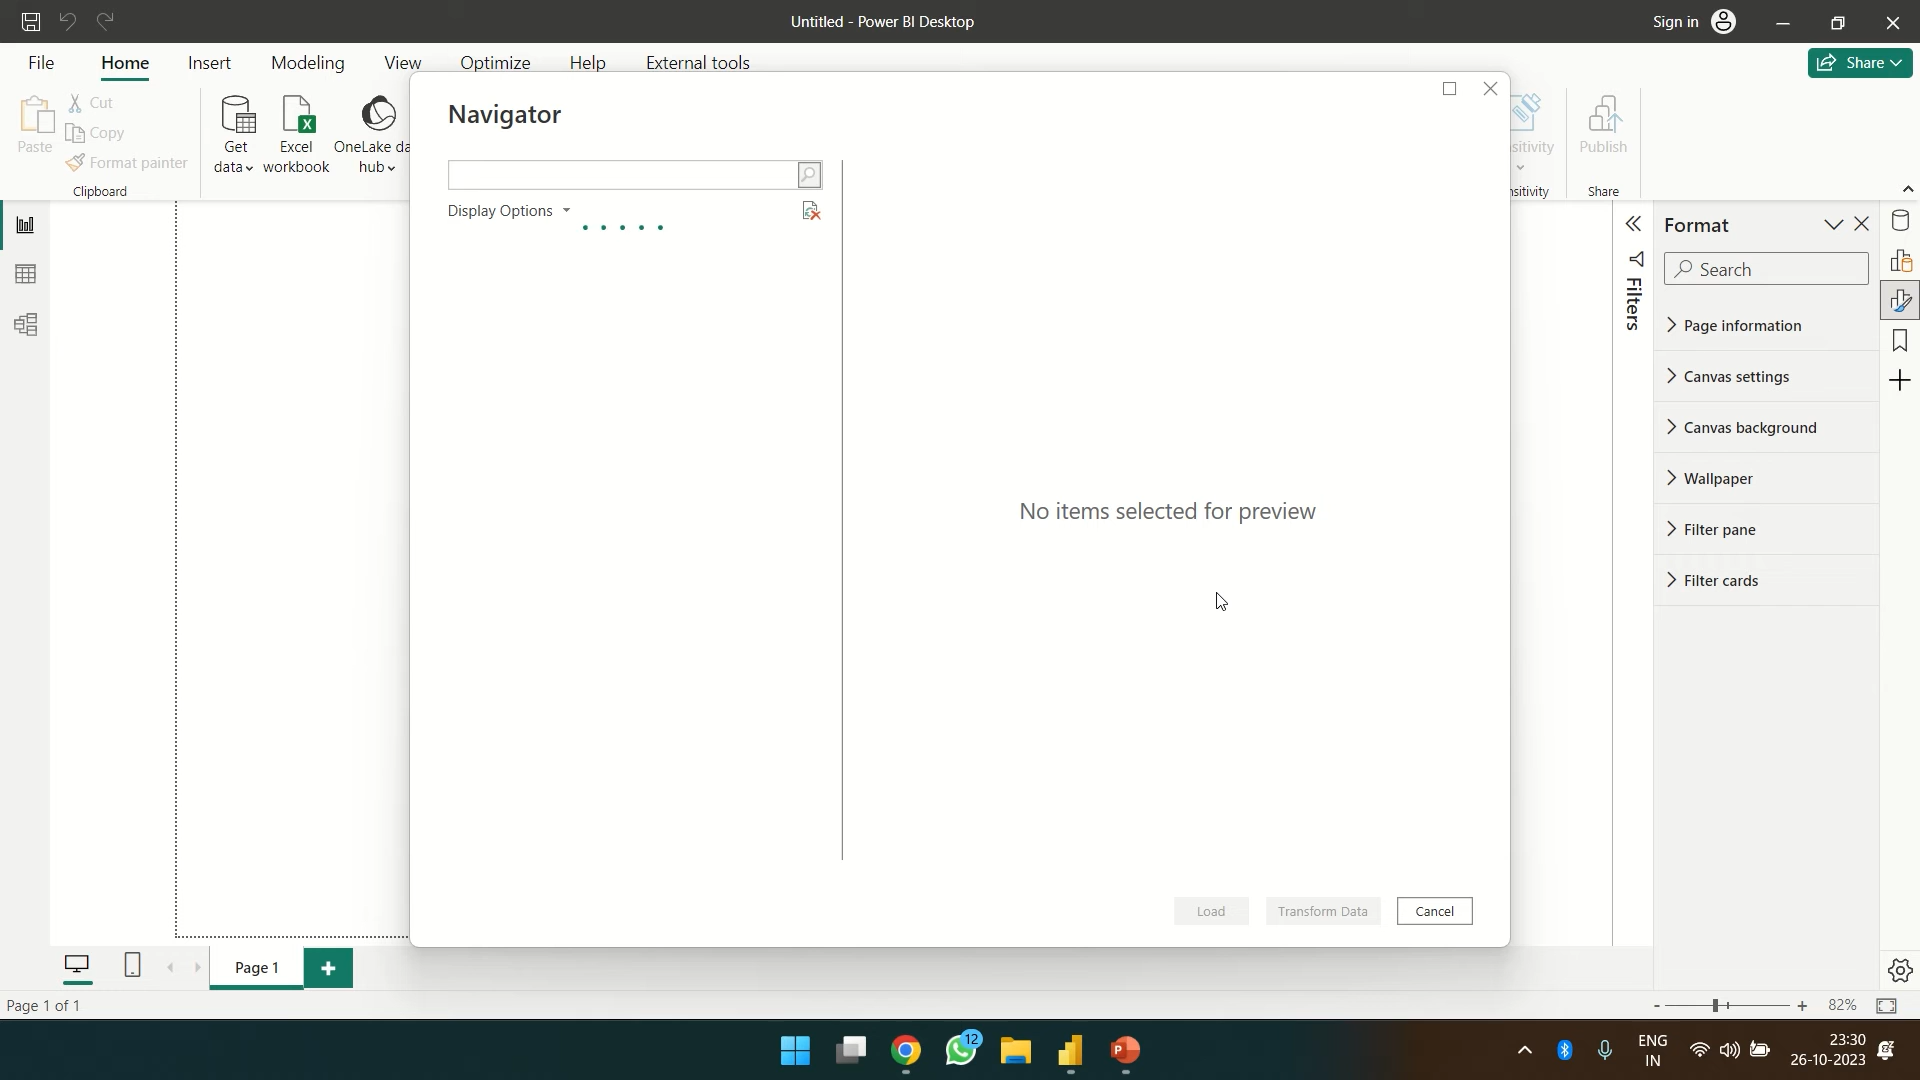 Untitled - Power BI Desktop
Sign in
File
Home
Insert
Modeling
View
Optimize
Help
External tools
Share
Paste
Cut
Copy
Format painter
Clipboard
Get
data
Excel
workbook
OneLake da
hub
Navigator
Display Options
No items selected for preview
Load
Transform Data
Cancel
sitivity
nsitivity
Publish
Share
Filters
Format
Search
Page information
Canvas settings
Canvas background
Wallpaper
Filter pane
Filter cards
Page 1
Page 1 of 1
- + 82%
12
P
ENG
IN
23:30
26-10-2023